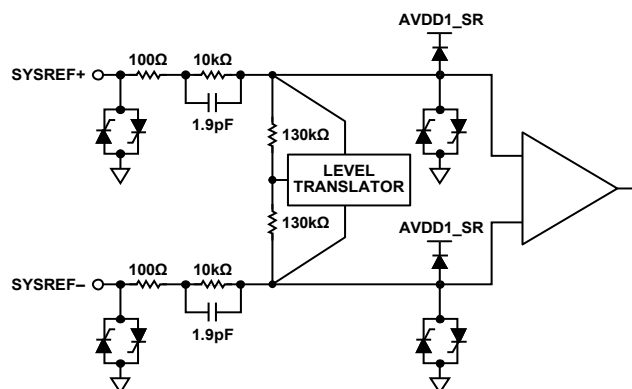 AVDD1_SR
SYSREF+
100Ω
10kΩ
1.9pF
130kΩ
LEVEL
TRANSLATOR
130kΩ
AVDD1_SR
SYSREF–
100Ω
10kΩ
1.9pF